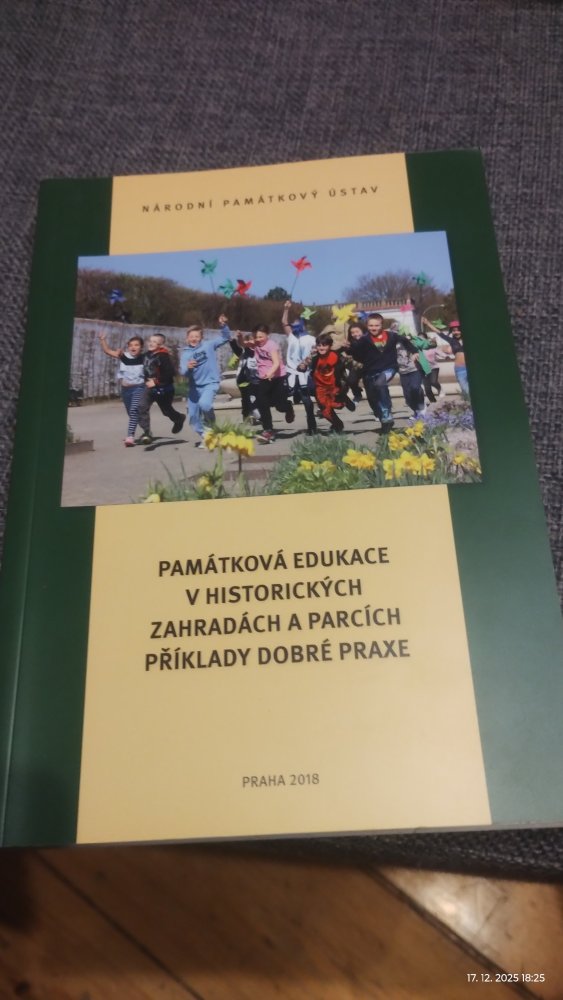 NÁRODNÍ PAMÁTKOVÝ ÚSTAV
PAMÁTKOVÁ EDUKACE
V HISTORICKÝCH
ZAHRADÁCH A PARCÍCH
PŘÍKLADY DOBRÉ PRAXE
PRAHA 2018
17. 12. 2025 18:25